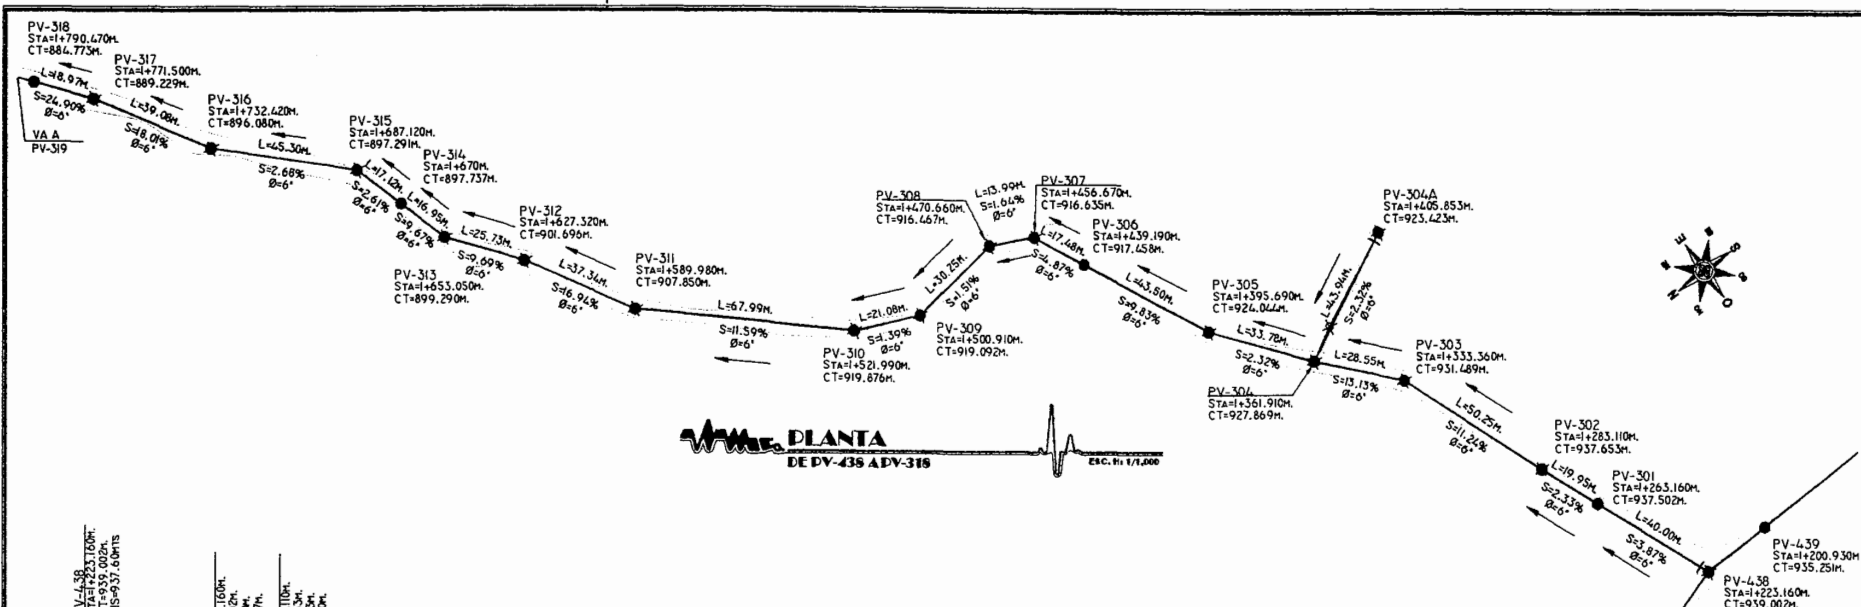 PV-318
STA=1+790.470M.
CT=884.773M.
L=18.97M.
S=24.90%
Ø=6"
VA A
PV-319
PV-317
STA=1+771.500M.
CT=889.229M.
L=39.08M.
S=18.01%
Ø=6"
PV-316
STA=1+732.420M.
CT=896.080M.
L=45.30M.
S=2.68%
Ø=6"
PV-315
STA=1+687.120M.
CT=897.291M.
L=17.12M.
S=2.61%
Ø=6"
PV-314
STA=1+670M.
CT=897.737M.
L=16.95M.
S=9.67%
Ø=6"
PV-313
STA=1+653.050M.
CT=899.290M.
L=25.73M.
S=9.69%
Ø=6"
PV-312
STA=1+627.320M.
CT=901.696M.
L=37.34M.
S=16.94%
Ø=6"
PV-311
STA=1+589.980M.
CT=907.850M.
L=67.99M.
S=11.59%
Ø=6"
PV-310
STA=1+521.990M.
CT=919.876M.
L=21.08M.
S=1.39%
Ø=6"
PV-309
STA=1+500.910M.
CT=919.092M.
L=30.25M.
S=1.51%
Ø=6"
PV-308
STA=1+470.660M.
CT=916.467M.
L=13.99M.
S=1.64%
Ø=6"
PV-307
STA=1+456.670M.
CT=916.635M.
L=17.48M.
S=4.87%
Ø=6"
PV-306
STA=1+439.190M.
CT=917.458M.
L=43.50M.
S=9.83%
Ø=6"
PV-305
STA=1+395.690M.
CT=924.044M.
L=33.78M.
S=2.32%
Ø=6"
PV-304A
STA=1+405.853M.
CT=923.423M.
L=43.94M.
S=2.32%
Ø=6"
PV-304
STA=1+361.910M.
CT=927.869M.
L=28.55M.
S=13.13%
Ø=6"
PV-303
STA=1+333.360M.
CT=931.489M.
L=50.25M.
S=11.24%
Ø=6"
PV-302
STA=1+283.110M.
CT=937.653M.
L=19.95M.
S=2.33%
Ø=6"
PV-301
STA=1+263.160M.
CT=937.502M.
L=40.00M.
S=3.87%
Ø=6"
PV-439
STA=1+200.930M
CT=935.251M.
PV-438
STA=1+223.160M.
CT=939.002M.
PLANTA
DE PV-438 A PV-318
ESC. H: 1/1,000